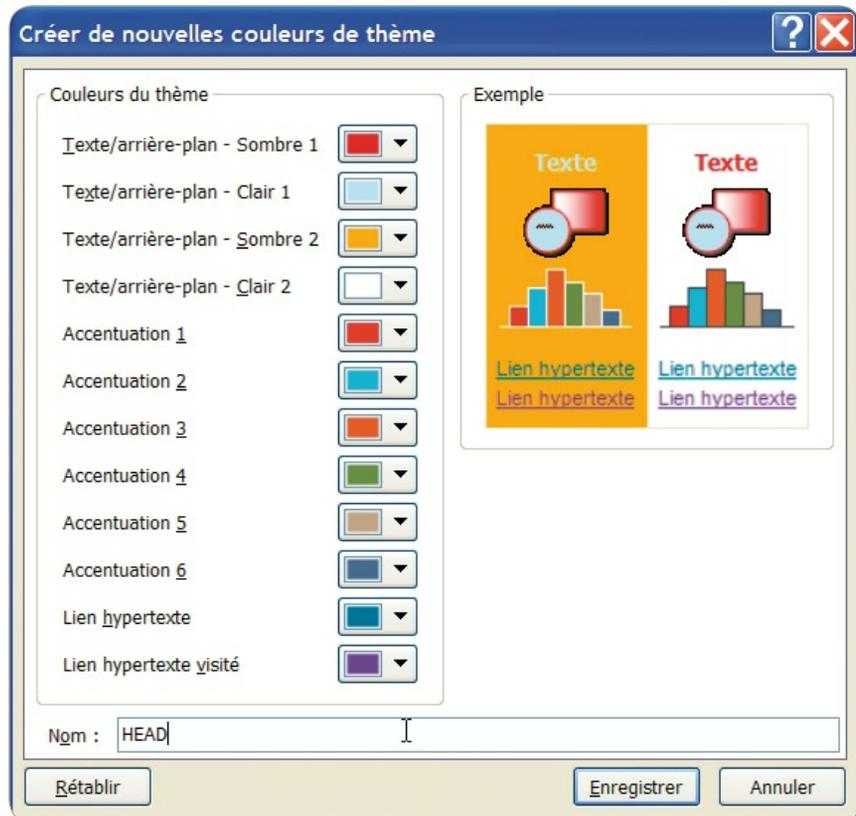 Créer de nouvelles couleurs de thème
?
Couleurs du thème
Texte/arrière-plan - Sombre 1
Texte/arrière-plan - Clair 1
Texte/arrière-plan - Sombre 2
Texte/arrière-plan - Clair 2
Accentuation 1
Accentuation 2
Accentuation 3
Accentuation 4
Accentuation 5
Accentuation 6
Lien hypertexte
Lien hypertexte visité
Exemple
Texte Texte
Lien hypertexte Lien hypertexte
Lien hypertexte Lien hypertexte
Nom : HEAD
Rétablir Enregistrer Annuler